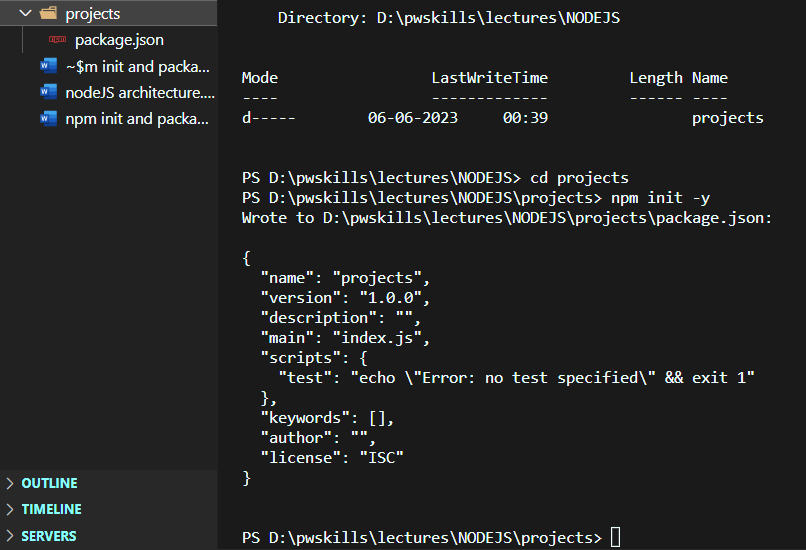 projects
package.json
~$m init and packa...
nodeJS architecture....
npm init and packa...
OUTLINE
TIMELINE
SERVERS
Directory: D:\pwskills\lectures\NODEJS
Mode                LastWriteTime         Length Name
----                -------------         ------ ----
d-----       06-06-2023     00:39                projects
PS D:\pwskills\lectures\NODEJS> cd projects
PS D:\pwskills\lectures\NODEJS\projects> npm init -y
Wrote to D:\pwskills\lectures\NODEJS\projects\package.json:
{
  "name": "projects",
  "version": "1.0.0",
  "description": "",
  "main": "index.js",
  "scripts": {
    "test": "echo \"Error: no test specified\" && exit 1"
  },
  "keywords": [],
  "author": "",
  "license": "ISC"
}
PS D:\pwskills\lectures\NODEJS\projects>